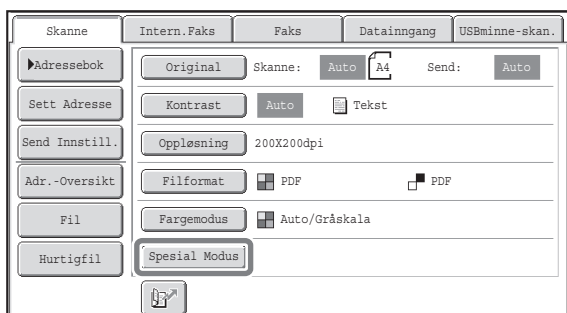 Skanne Intern.Faks Faks Datainngang USBminne-skan.
Adressebok Original Skanne: Auto A4 Send: Auto
Sett Adresse Kontrast Auto Tekst
Send Innstill. Oppløsning 200X200dpi
Adr.-Oversikt Filformat PDF PDF
Fil Fargemodus Auto/Gråskala
Hurtigfil Spesial Modus